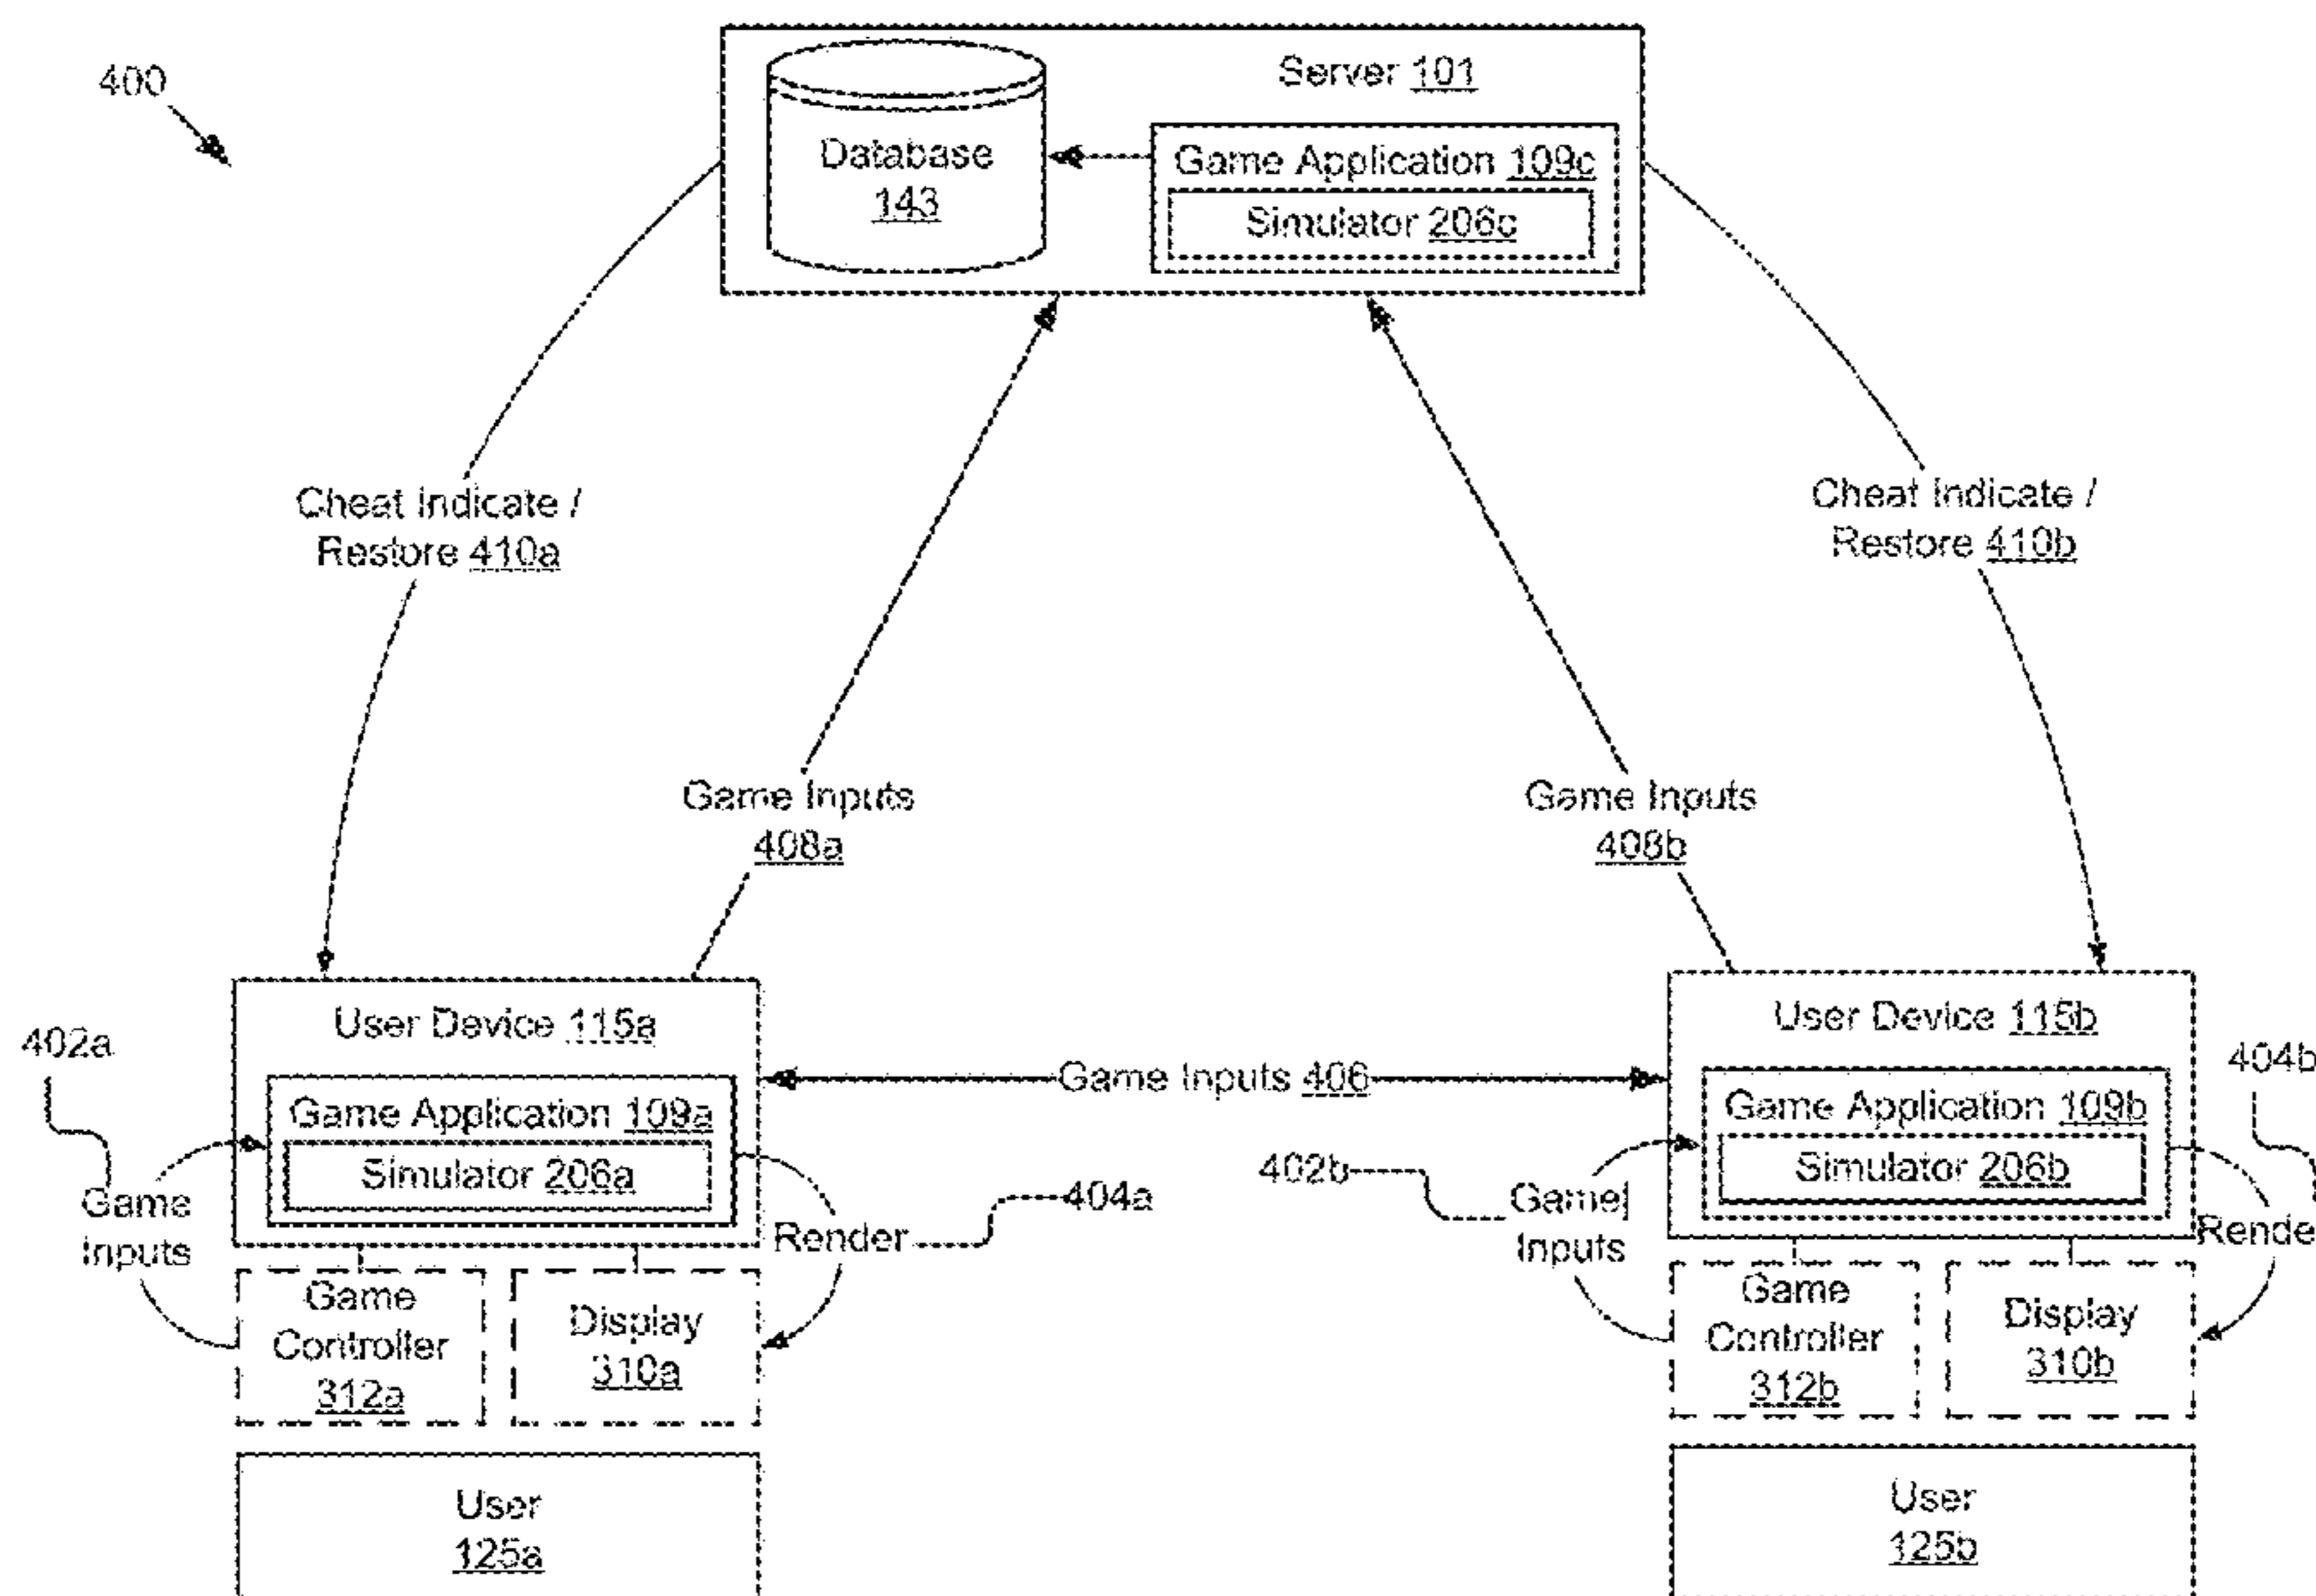 400
Server 101
Database
143
Game Application 109c
Simulator 206c
Cheat Indicate /
Restore 410a
Cheat Indicate /
Restore 410b
Game Inputs
408a
Game Inputs
408b
User Device 115a
User Device 115b
402a
404b
Game Inputs 406
Game Application 109a
Simulator 206a
Game Application 109b
Simulator 206b
402b
404a
Game
Inputs
Render
Game
Inputs
Rende
Game
Controller
312a
Display
310a
Game
Controller
312b
Display
310b
User
125a
User
125b